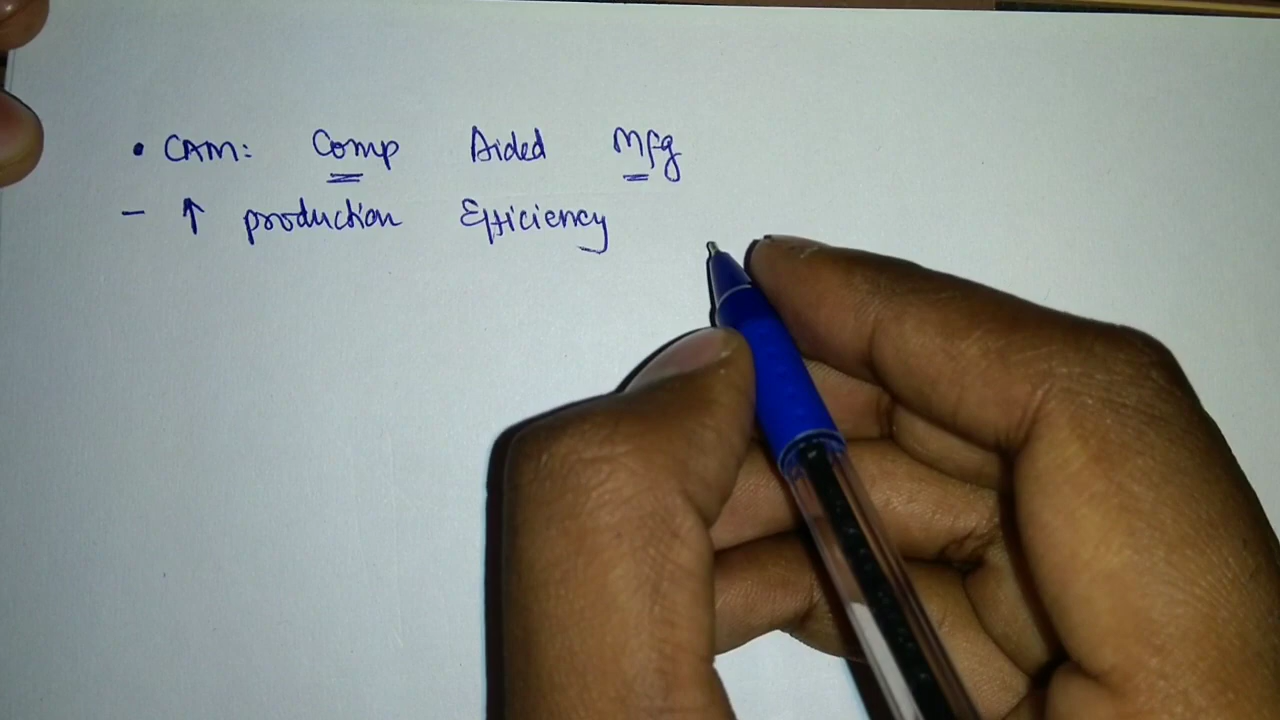 • CAM: Comp Aided Mfg
- ↑ production Efficiency